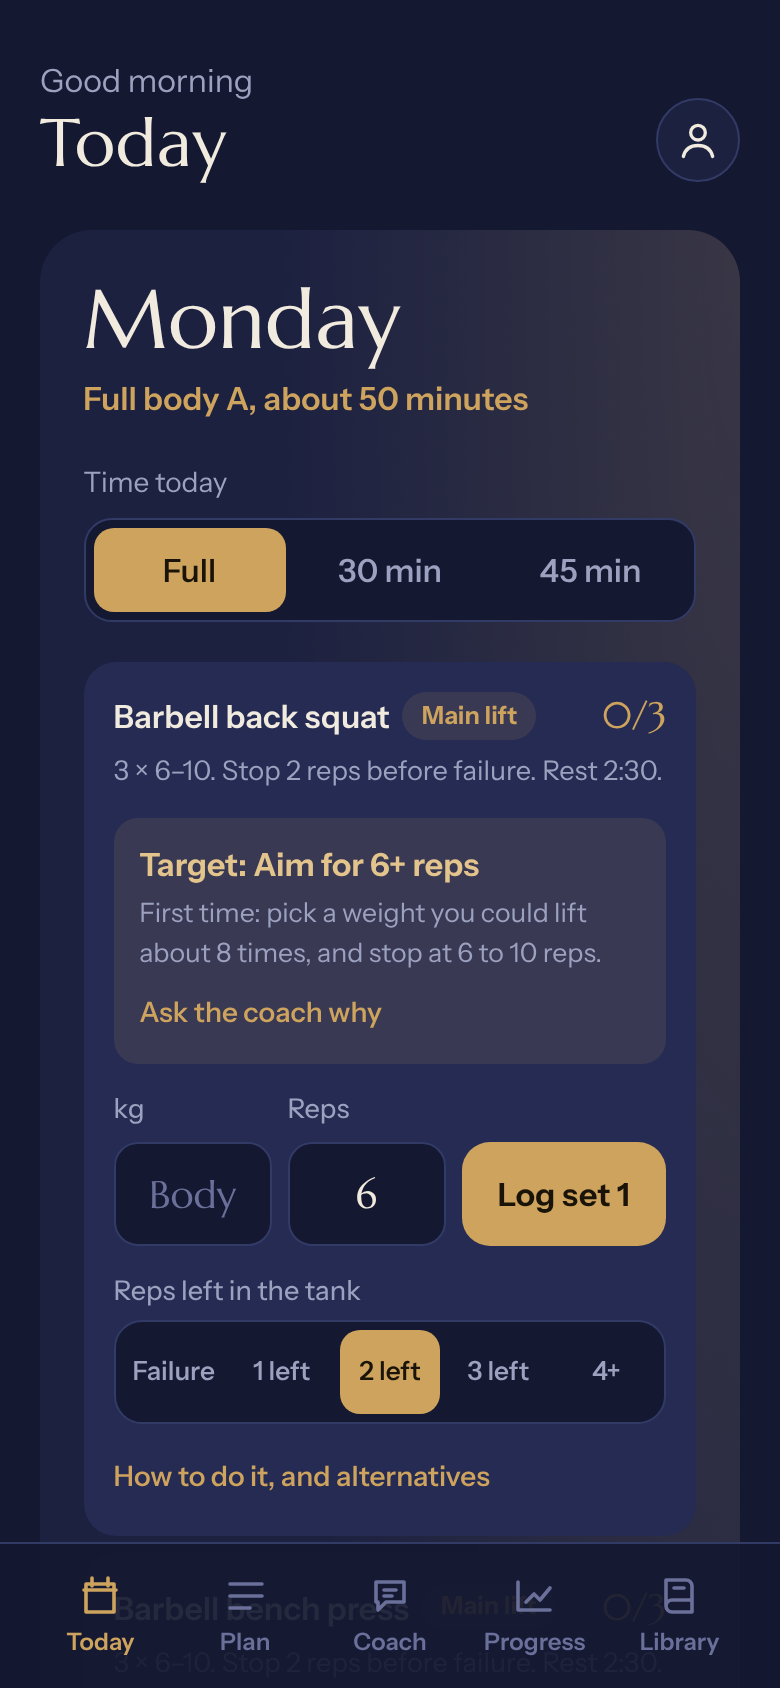 Good morning
Today
Monday
Full body A, about 50 minutes
Time today
Full 30 min 45 min
Barbell back squat Main lift 0/3
3 × 6–10. Stop 2 reps before failure. Rest 2:30.
Target: Aim for 6+ reps
First time: pick a weight you could lift
about 8 times, and stop at 6 to 10 reps.
Ask the coach why
kg Reps
Body 6 Log set 1
Reps left in the tank
Failure 1 left 2 left 3 left 4+
How to do it, and alternatives
Barbell bench press Main lift 0/3
Today Plan Coach Progress Library
3 × 6–10. Stop 2 reps before failure. Rest 2:30.